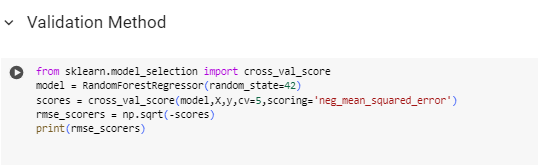 Validation Method
from sklearn.model_selection import cross_val_score
model = RandomForestRegressor(random_state=42)
scores = cross_val_score(model,X,y,cv=5,scoring='neg_mean_squared_error')
rmse_scorers = np.sqrt(-scores)
print(rmse_scorers)